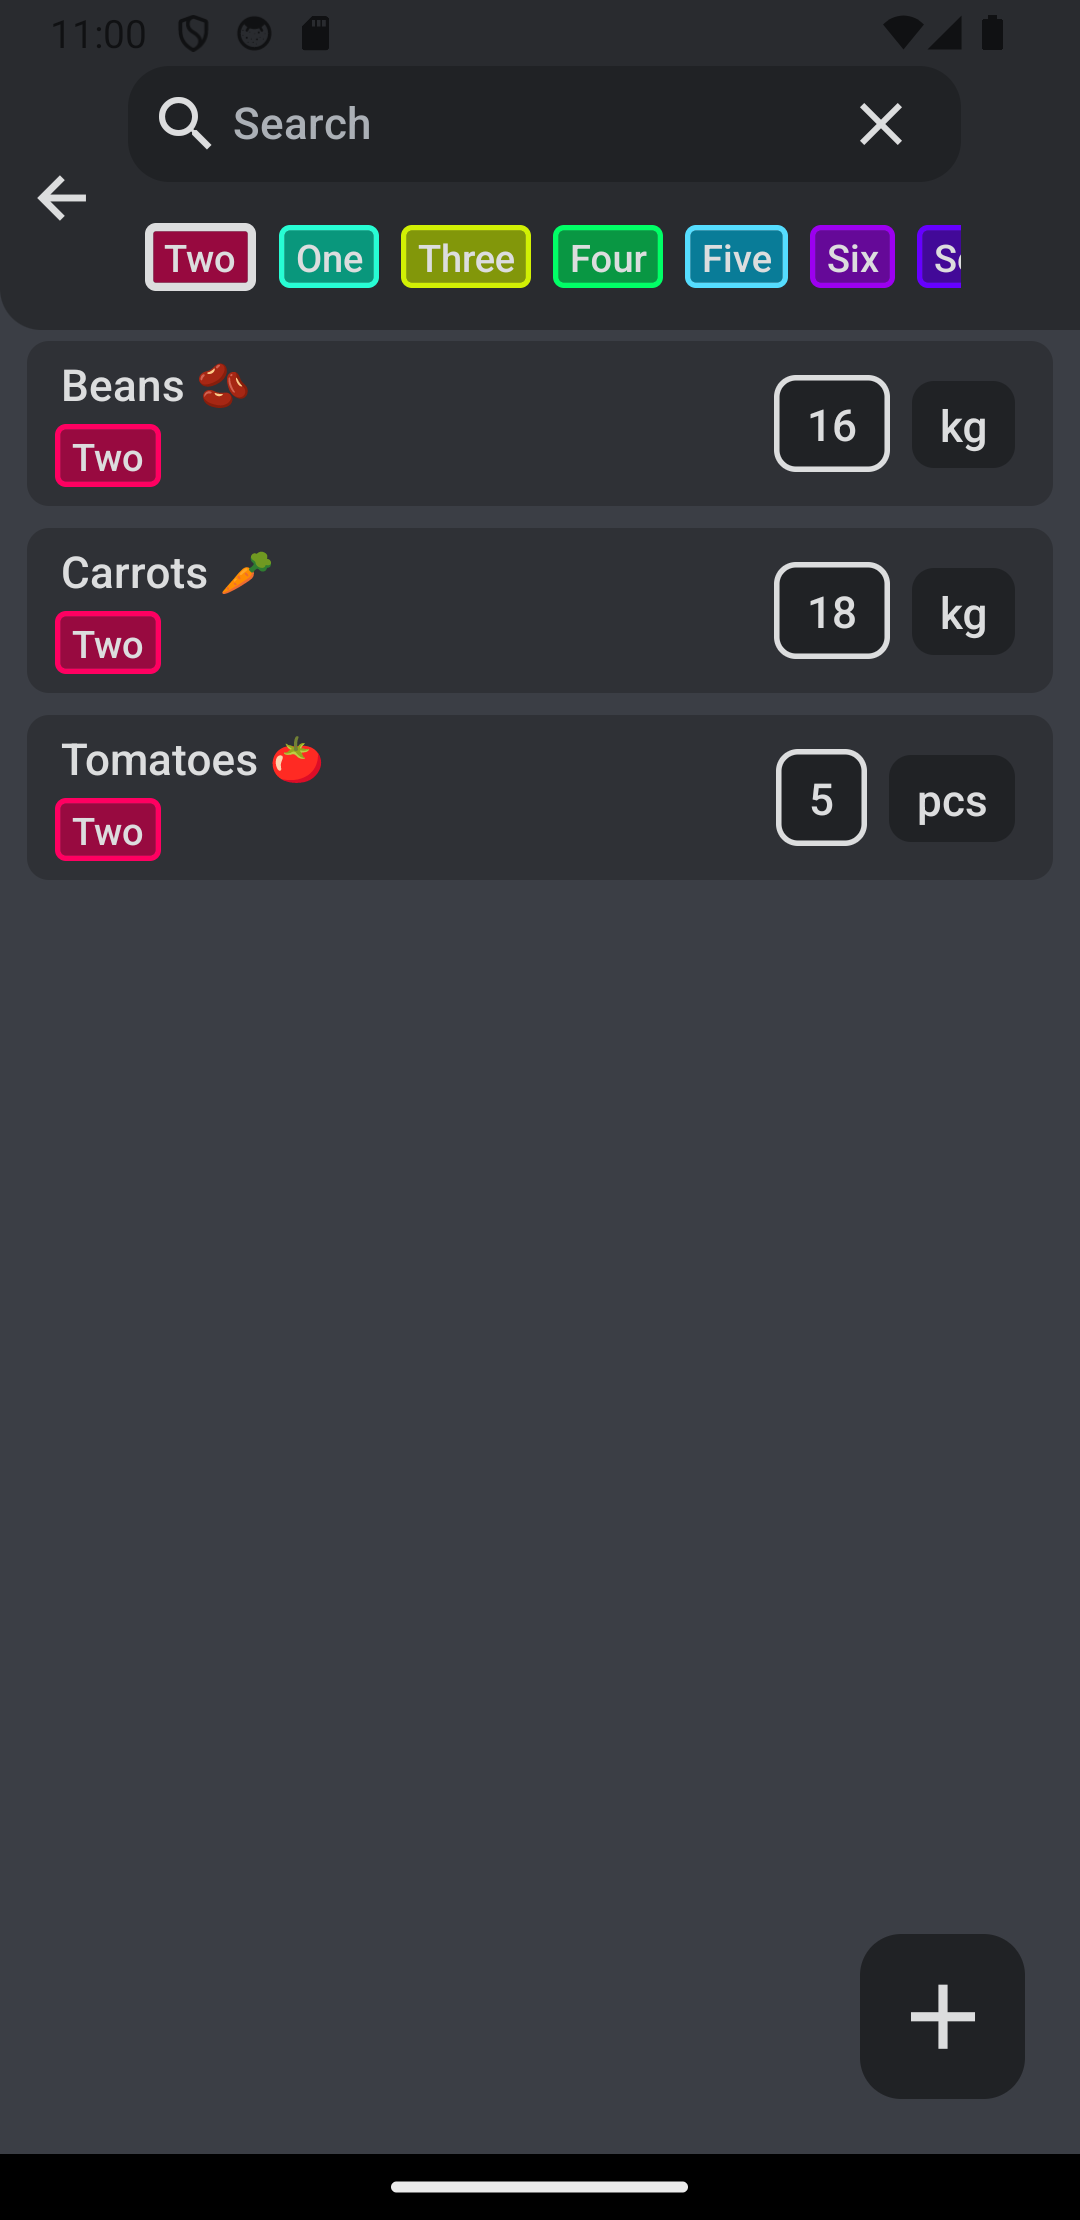 11:00
Search
Two One Three Four Five Six
Beans
Two
16 kg
Carrots
Two
18 kg
Tomatoes
Two
5 pcs